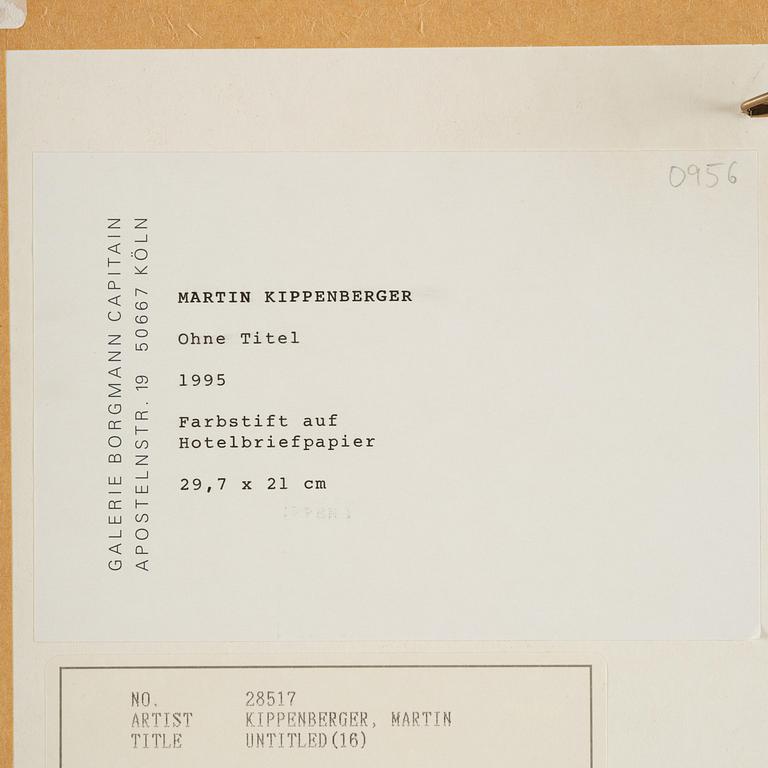 0956
GALERIE BORGMANN CAPITAIN
APOSTELNSTR. 19 50667 KÖLN
MARTIN KIPPENBERGER
Ohne Titel
1995
Farbstift auf
Hotelbriefpapier
29,7 x 21 cm
NO. 28517
ARTIST KIPPENBERGER, MARTIN
TITLE UNTITLED(16)